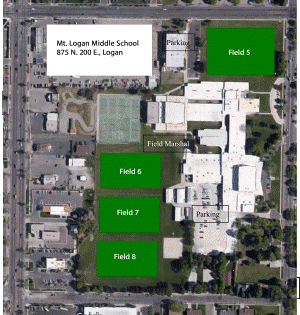 Mt. Logan Middle School
875 N. 200 E., Logan
Parking
Field 5
Field Marshal
Field 6
Field 7
Parking
Field 8